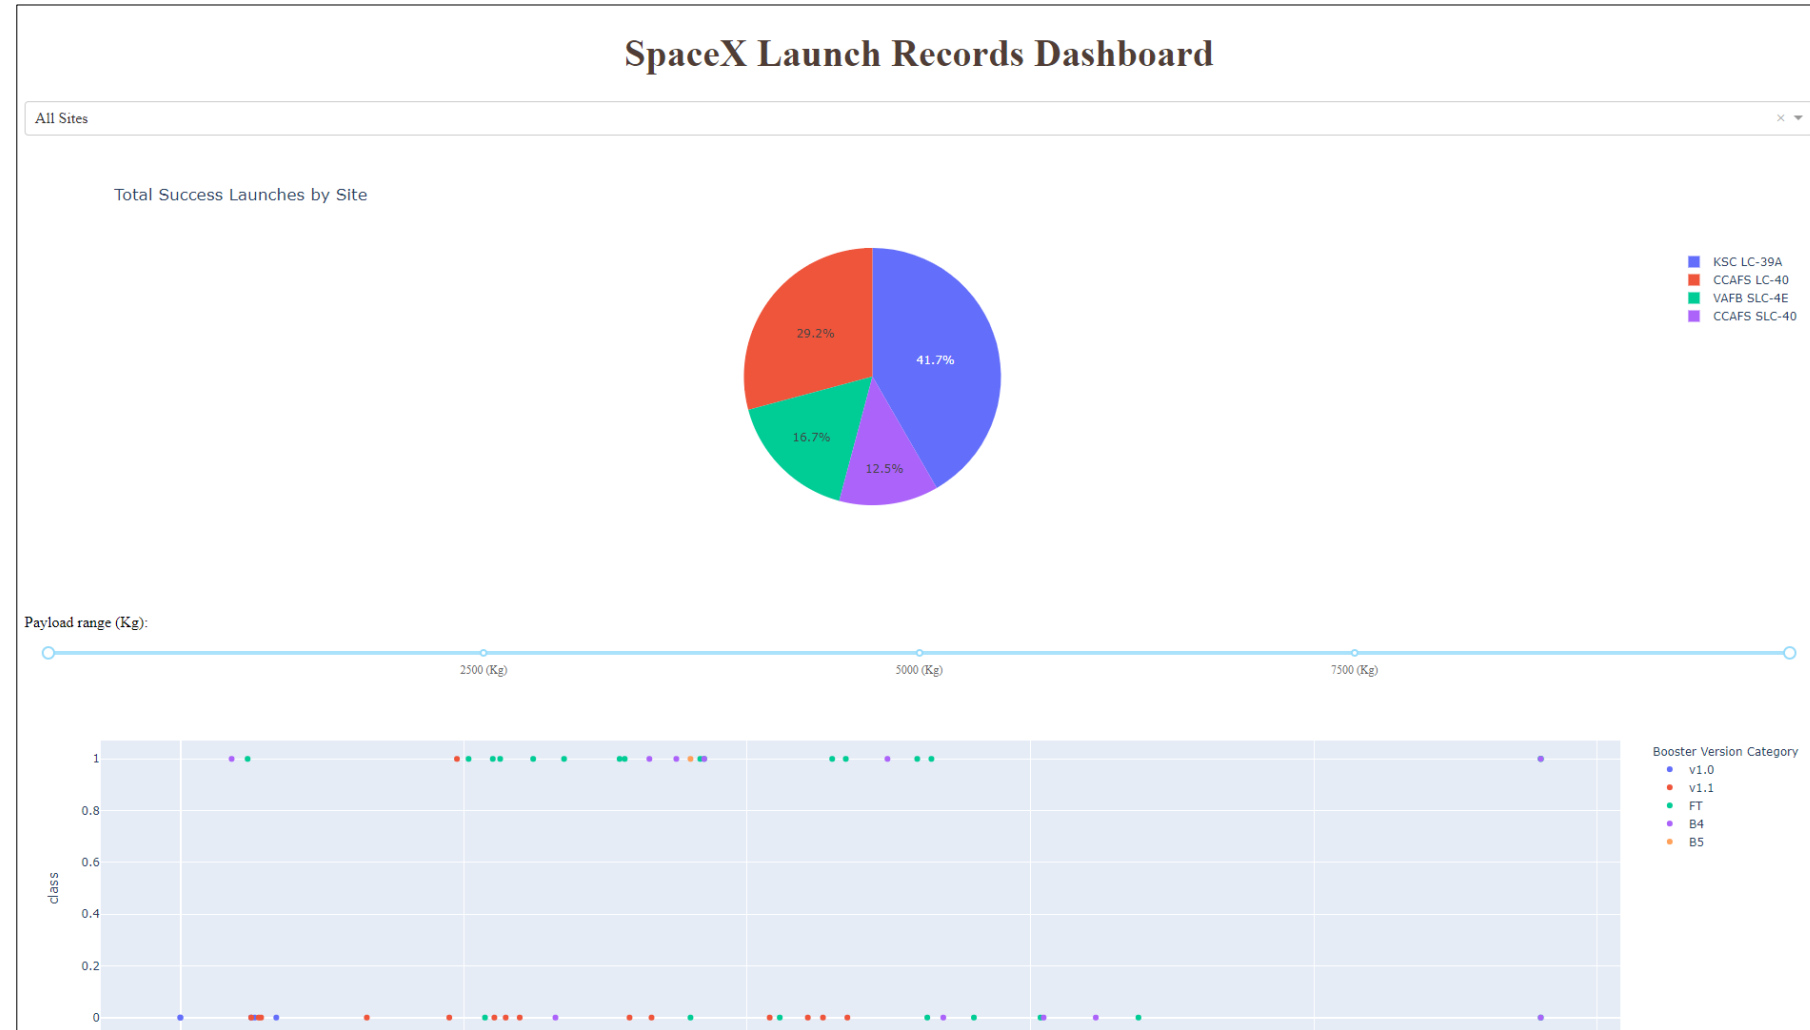 SpaceX Launch Records Dashboard
All Sites
×
Total Success Launches by Site
29.2%
41.7%
16.7%
12.5%
KSC LC-39A
CCAFS LC-40
VAFB SLC-4E
CCAFS SLC-40
Payload range (Kg):
2500 (Kg)
5000 (Kg)
7500 (Kg)
1
0.8
0.6
0.4
0.2
0
class
Booster Version Category
v1.0
v1.1
FT
B4
B5